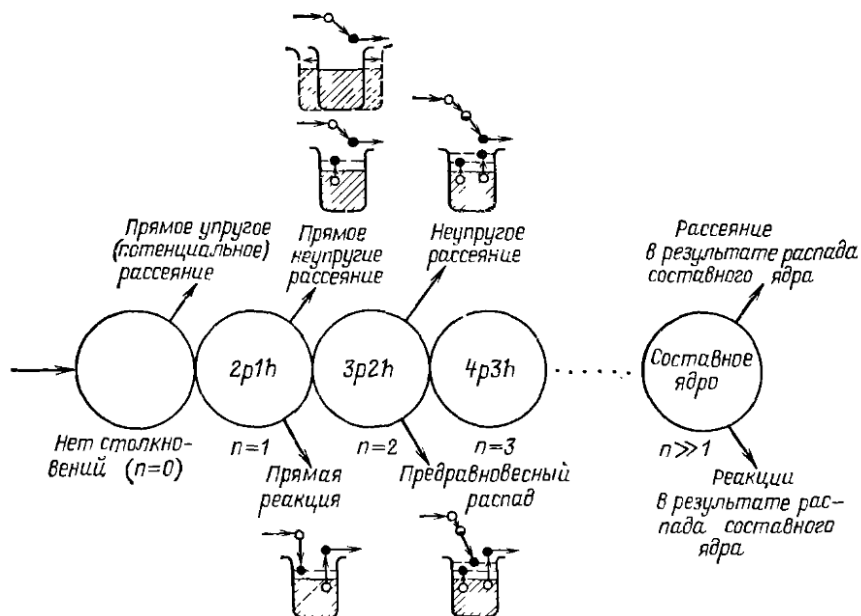 Прямое упругое
(потенциальное)
рассеяние
Прямое
неупругие
рассеяние
Неупругое
рассеяние
Рассеяние
в результате распада
составного ядра
2p1h
3p2h
4p3h
Составное
ядро
Нет столкно-
вений (n=0)
n=1
n=2
n=3
n≫1
Прямая
реакция
Предравновесный
распад
Реакции
в результате рас-
пада составного
ядра